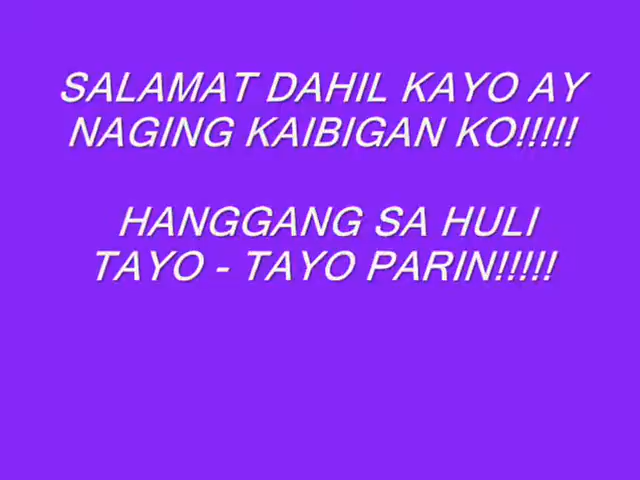 SALAMAT DAHIL KAYO AY
NAGING KAIBIGAN KO!!!!!
HANGGANG SA HULI
TAYO - TAYO PARIN!!!!!